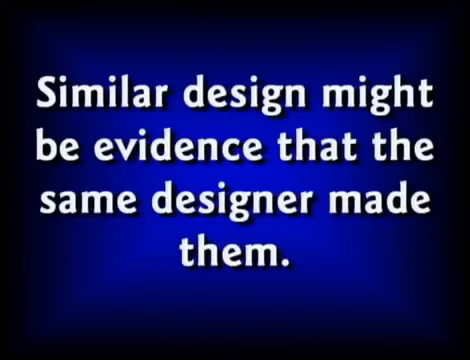 Similar design might
be evidence that the
same designer made
them.